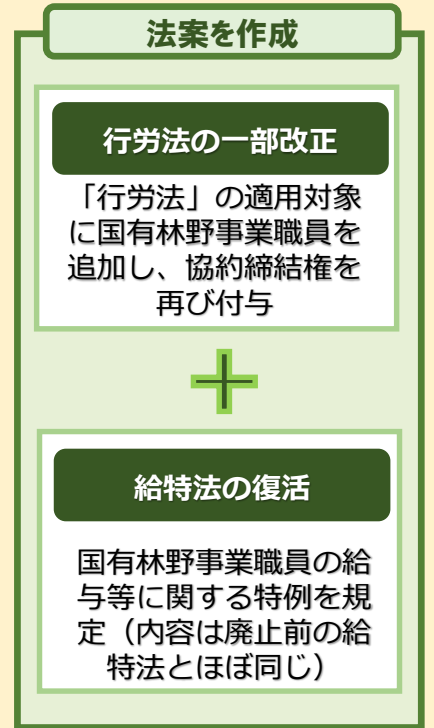 法案を作成
行労法の一部改正
「行労法」の適用対象
に国有林野事業職員を
追加し、協約締結権を
再び付与
給特法の復活
国有林野事業職員の給
与等に関する特例を規
定（内容は廃止前の給
特法とほぼ同じ）